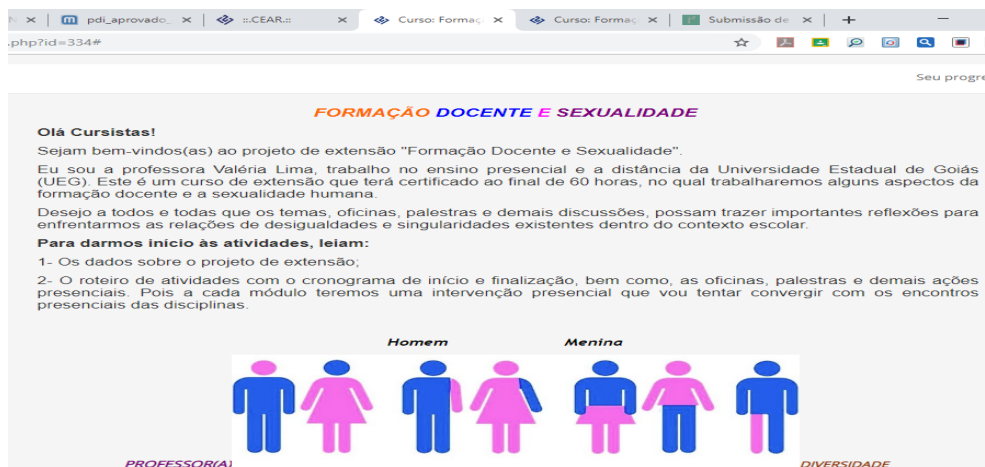 pdi_aprovado_
::.CEAR.::
Curso: Formaç
Curso: Formaç
Submissão de
.php?id=334#
Seu progre
FORMAÇÃO DOCENTE E SEXUALIDADE
Olá Cursistas!
Sejam bem-vindos(as) ao projeto de extensão "Formação Docente e Sexualidade".
Eu sou a professora Valéria Lima, trabalho no ensino presencial e a distância da Universidade Estadual de Goiás
(UEG). Este é um curso de extensão que terá certificado ao final de 60 horas, no qual trabalharemos alguns aspectos da
formação docente e a sexualidade humana.
Desejo a todos e todas que os temas, oficinas, palestras e demais discussões, possam trazer importantes reflexões para
enfrentarmos as relações de desigualdades e singularidades existentes dentro do contexto escolar.
Para darmos início às atividades, leiam:
1- Os dados sobre o projeto de extensão;
2- O roteiro de atividades com o cronograma de início e finalização, bem como, as oficinas, palestras e demais ações
presenciais. Pois a cada módulo teremos uma intervenção presencial que vou tentar convergir com os encontros
presenciais das disciplinas.
Homem Menina
PROFESSOR(A) DIVERSIDADE